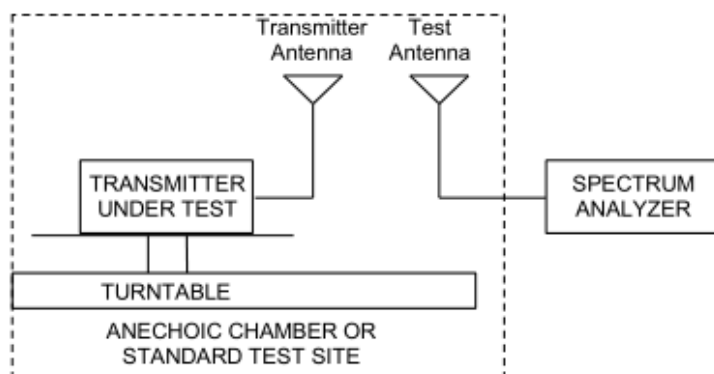 Transmitter
Antenna
Test
Antenna
TRANSMITTER
UNDER TEST
SPECTRUM
ANALYZER
TURNTABLE
ANECHOIC CHAMBER OR
STANDARD TEST SITE